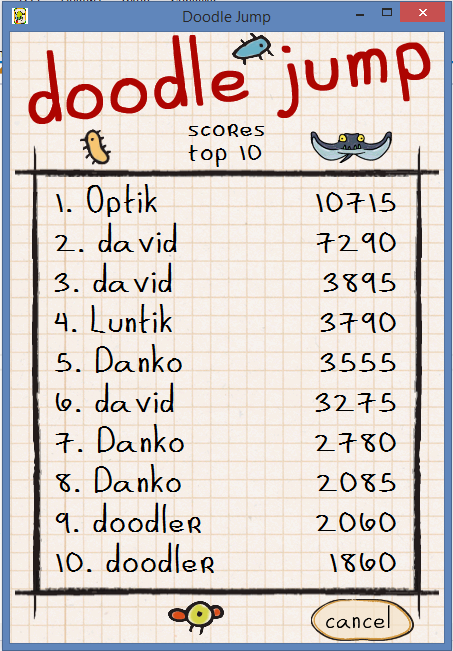 Doodle Jump
doodle jump
scores
top 10
1. Optik 10715
2. david 7290
3. david 3895
4. Luntik 3790
5. Danko 3555
6. david 3275
7. Danko 2780
8. Danko 2085
9. doodler 2060
10. doodler 1860
cancel